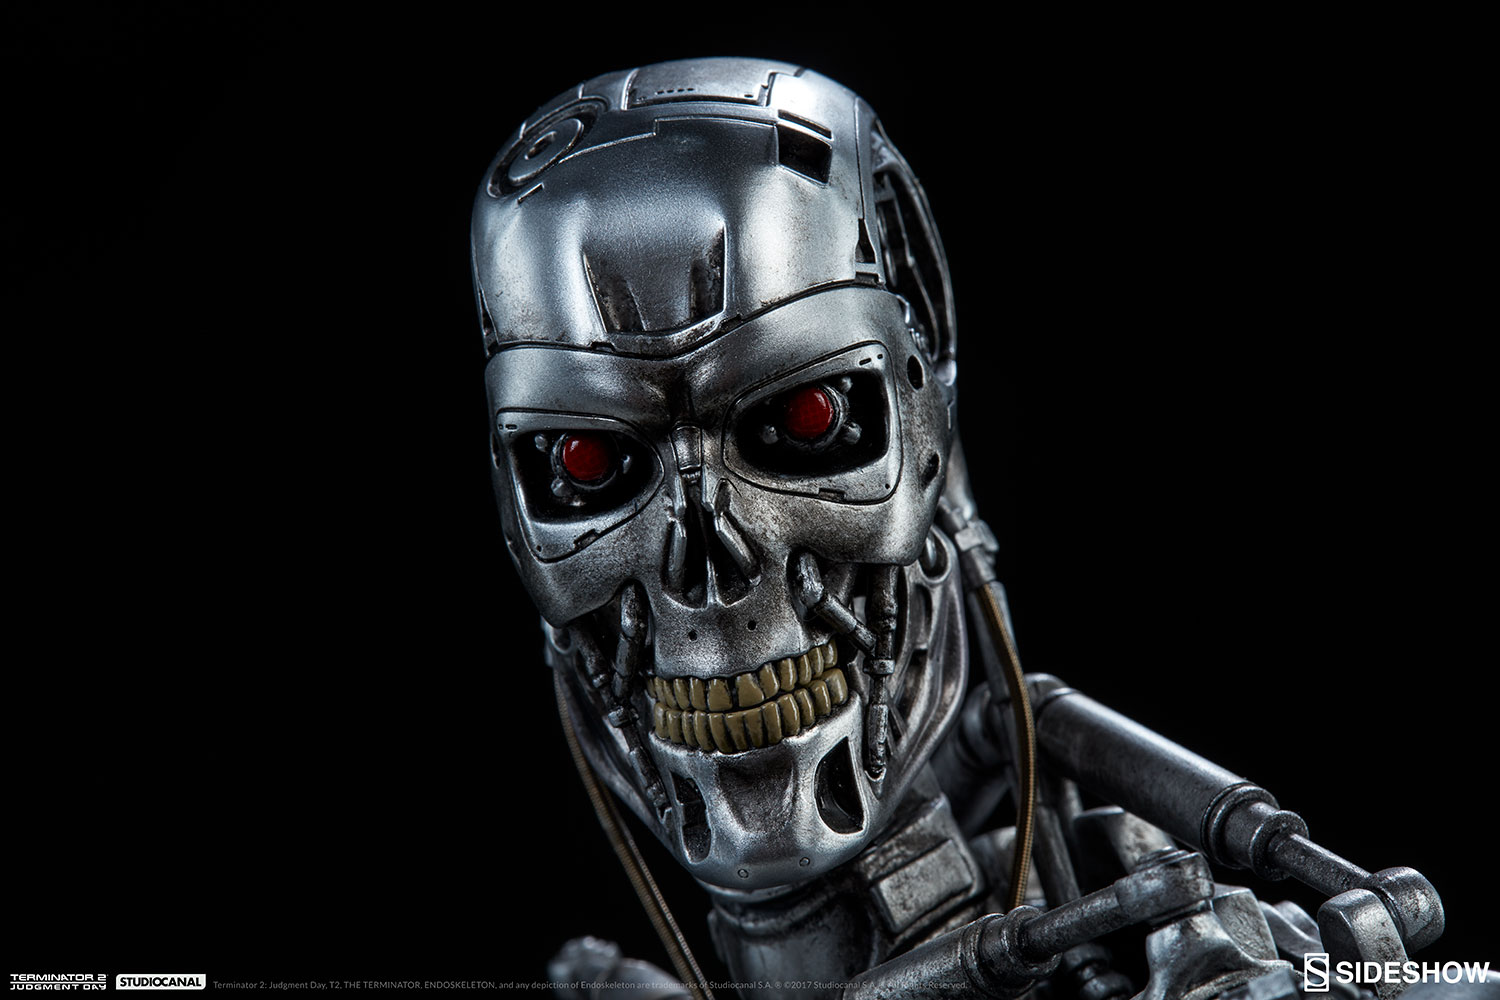 TERMINATOR 2
JUDGMENT DAY
STUDIOCANAL
Terminator 2: Judgment Day, T2, THE TERMINATOR, ENDOSKELETON, and any depiction of Endoskeleton are trademarks of Studiocanal S.A. ® ©2017 Studiocanal S.A. ® All Rights Reserved.
SIDESHOW